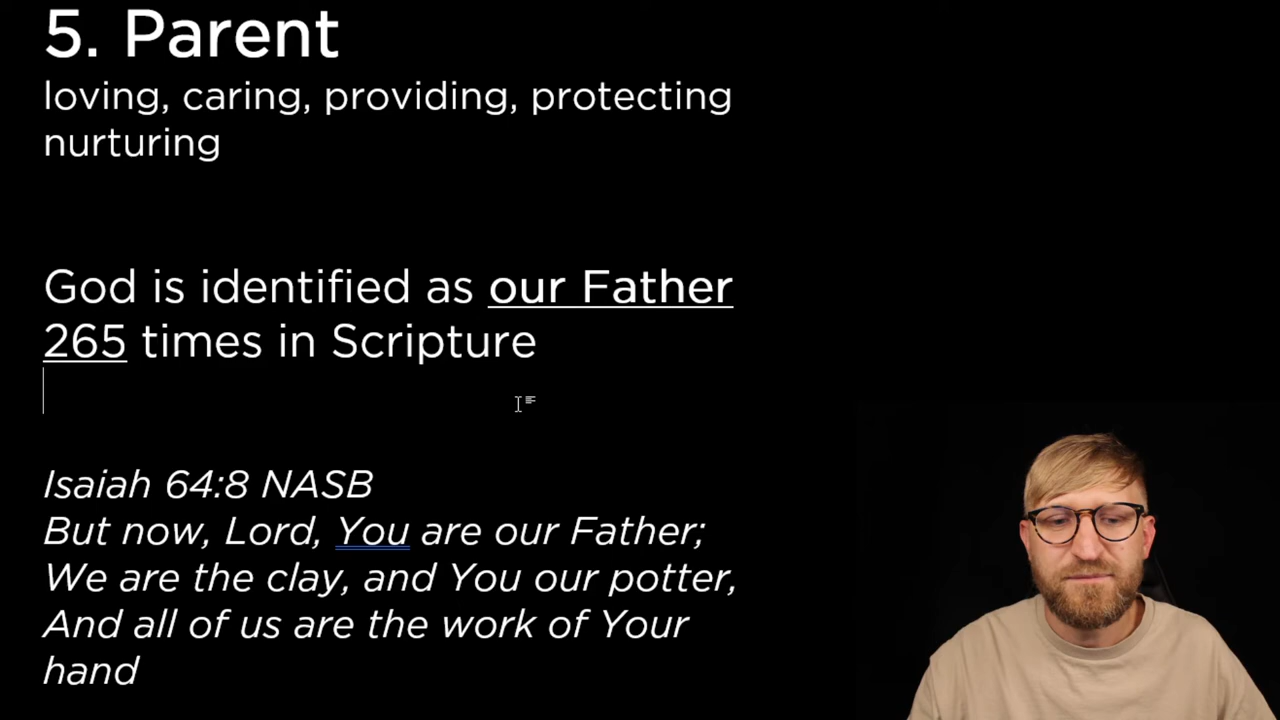 5. Parent
loving, caring, providing, protecting
nurturing
God is identified as our Father
265 times in Scripture
Isaiah 64:8 NASB
But now, Lord, You are our Father;
We are the clay, and You our potter,
And all of us are the work of Your
hand